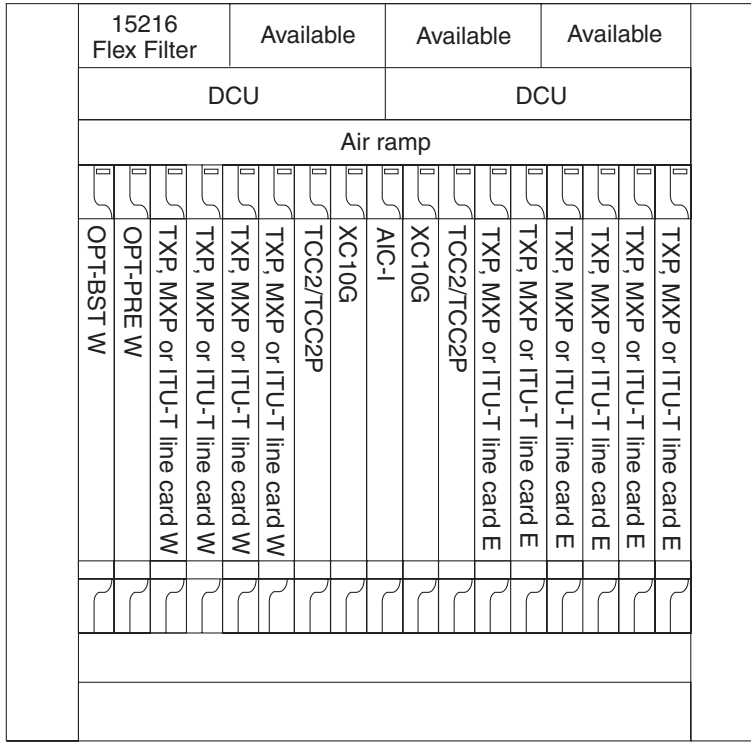 15216
Flex Filter
Available
Available
Available
DCU
DCU
Air ramp
OPT-BST W
OPT-PRE W
TXP, MXP or ITU-T line card W
TXP, MXP or ITU-T line card W
TXP, MXP or ITU-T line card W
TXP, MXP or ITU-T line card W
TCC2/TCC2P
XC10G
AIC-I
XC10G
TCC2/TCC2P
TXP, MXP or ITU-T line card E
TXP, MXP or ITU-T line card E
TXP, MXP or ITU-T line card E
TXP, MXP or ITU-T line card E
TXP, MXP or ITU-T line card E
TXP, MXP or ITU-T line card E